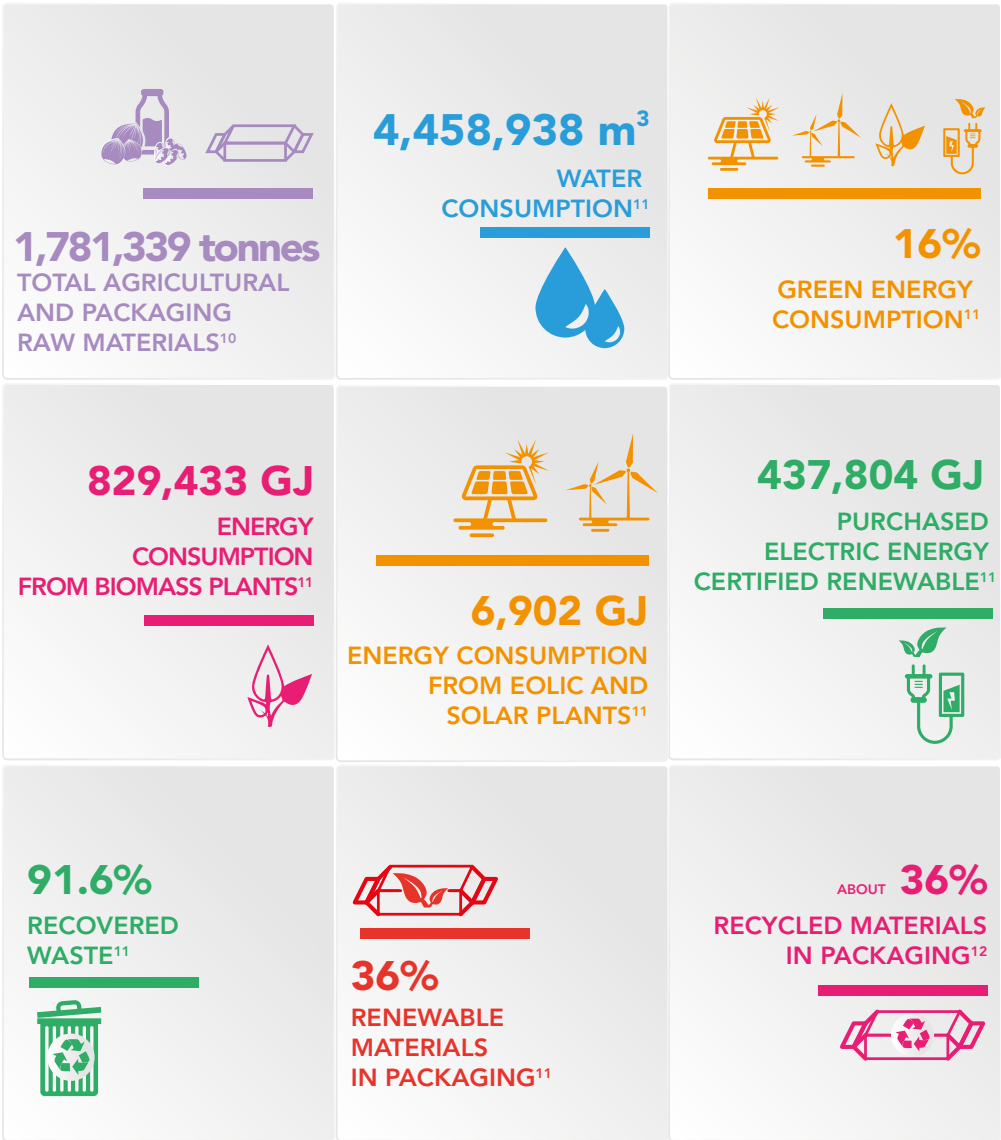 1,781,339 tonnes
TOTAL AGRICULTURAL
AND PACKAGING
RAW MATERIALS¹⁰
4,458,938 m³
WATER
CONSUMPTION¹¹
16%
GREEN ENERGY
CONSUMPTION¹¹
829,433 GJ
ENERGY
CONSUMPTION
FROM BIOMASS PLANTS¹¹
6,902 GJ
ENERGY CONSUMPTION
FROM EOLIC AND
SOLAR PLANTS¹¹
437,804 GJ
PURCHASED
ELECTRIC ENERGY
CERTIFIED RENEWABLE¹¹
91.6%
RECOVERED
WASTE¹¹
36%
RENEWABLE
MATERIALS
IN PACKAGING¹¹
ABOUT 36%
RECYCLED MATERIALS
IN PACKAGING¹²